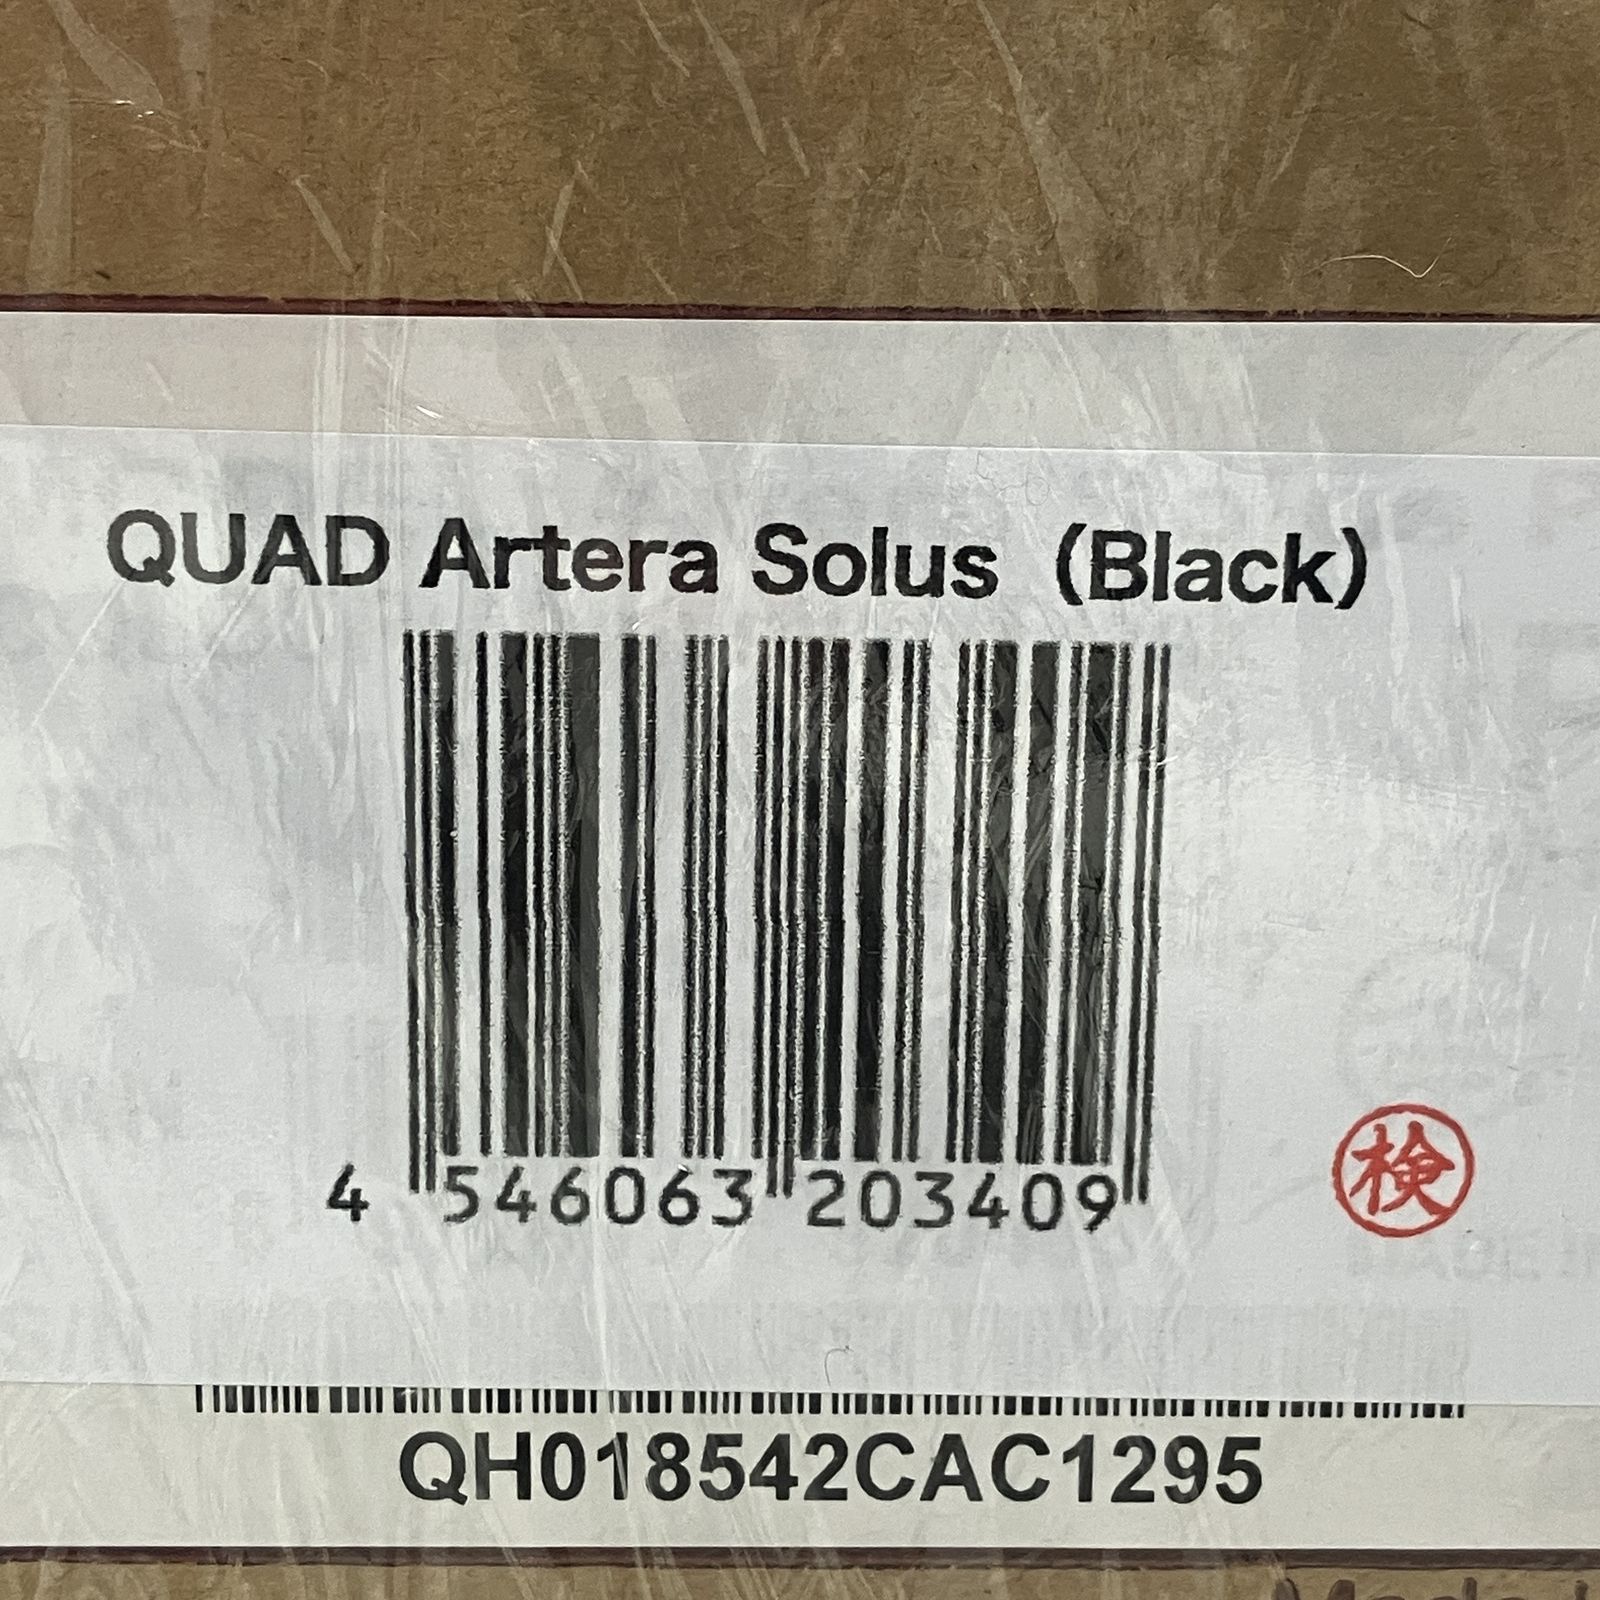 QUAD Artera Solus (Black)
4 546063 203409
検
QH018542CAC1295